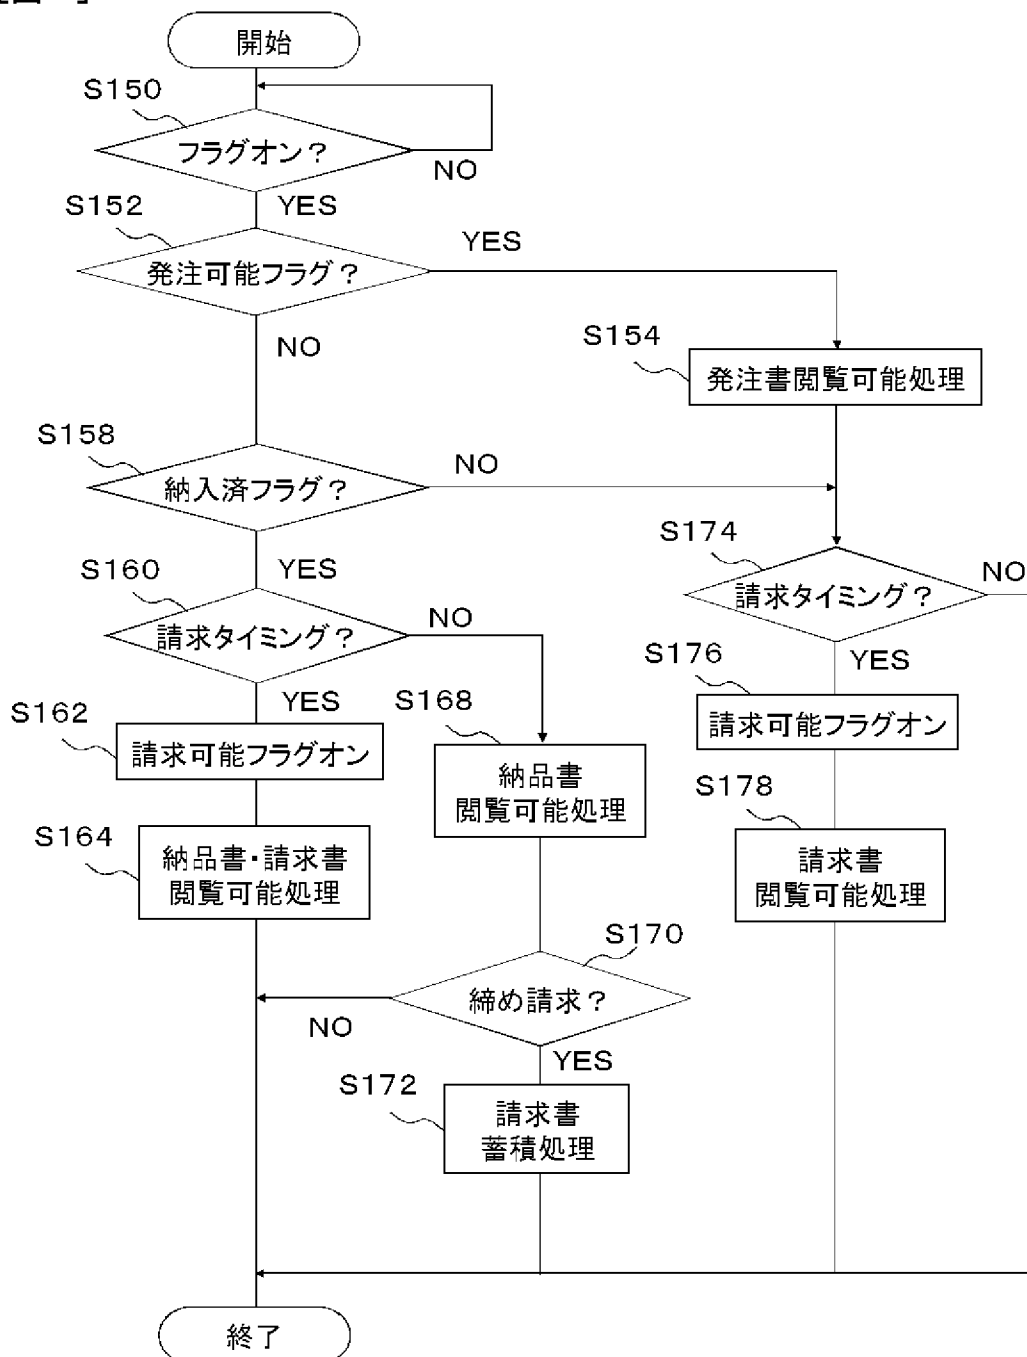 開始
S150
フラグオン?
NO
YES
S152
発注可能フラグ?
YES
NO
S154
発注書閲覧可能処理
S158
納入済フラグ?
NO
YES
S174
請求タイミング?
NO
YES
S160
請求タイミング?
NO
YES
S176
請求可能フラグオン
S162
請求可能フラグオン
S168
納品書
閲覧可能処理
S178
請求書
閲覧可能処理
S164
納品書・請求書
閲覧可能処理
S170
締め請求?
NO
YES
S172
請求書
蓄積処理
終了